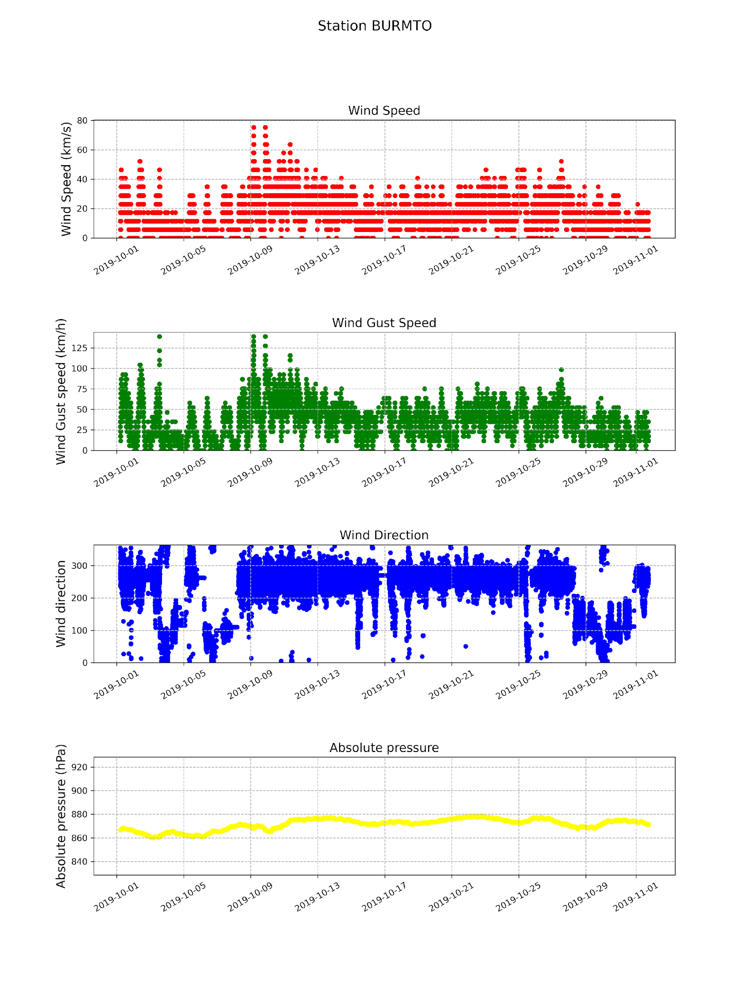 Station BURMTO
Wind Speed
Wind Speed (km/s)
80
60
40
20
0
2019-10-01 2019-10-05 2019-10-09 2019-10-13 2019-10-17 2019-10-21 2019-10-25 2019-10-29 2019-11-01
Wind Gust Speed
Wind Gust speed (km/h)
125
100
75
50
25
0
2019-10-01 2019-10-05 2019-10-09 2019-10-13 2019-10-17 2019-10-21 2019-10-25 2019-10-29 2019-11-01
Wind Direction
Wind direction
300
200
100
0
2019-10-01 2019-10-05 2019-10-09 2019-10-13 2019-10-17 2019-10-21 2019-10-25 2019-10-29 2019-11-01
Absolute pressure
Absolute pressure (hPa)
920
900
880
860
840
2019-10-01 2019-10-05 2019-10-09 2019-10-13 2019-10-17 2019-10-21 2019-10-25 2019-10-29 2019-11-01